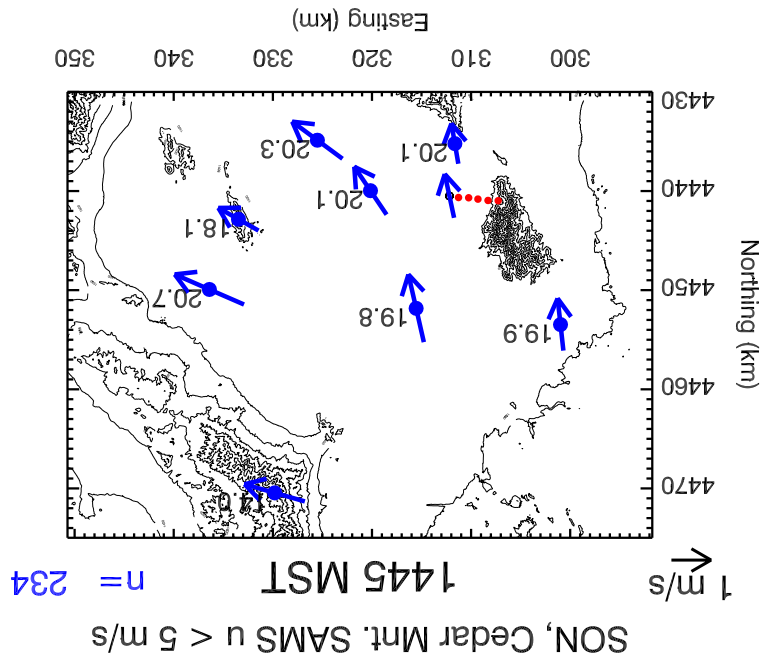 SON, Cedar Mnt. SAMS u < 5 m/s
1 m/s 1445 MST n= 234
4470
14.0
4460
Northing (km)
19.9
19.8
20.7
4450
18.1
20.1
4440
20.1
20.3
4430
300 310 320 330 340 350
Easting (km)